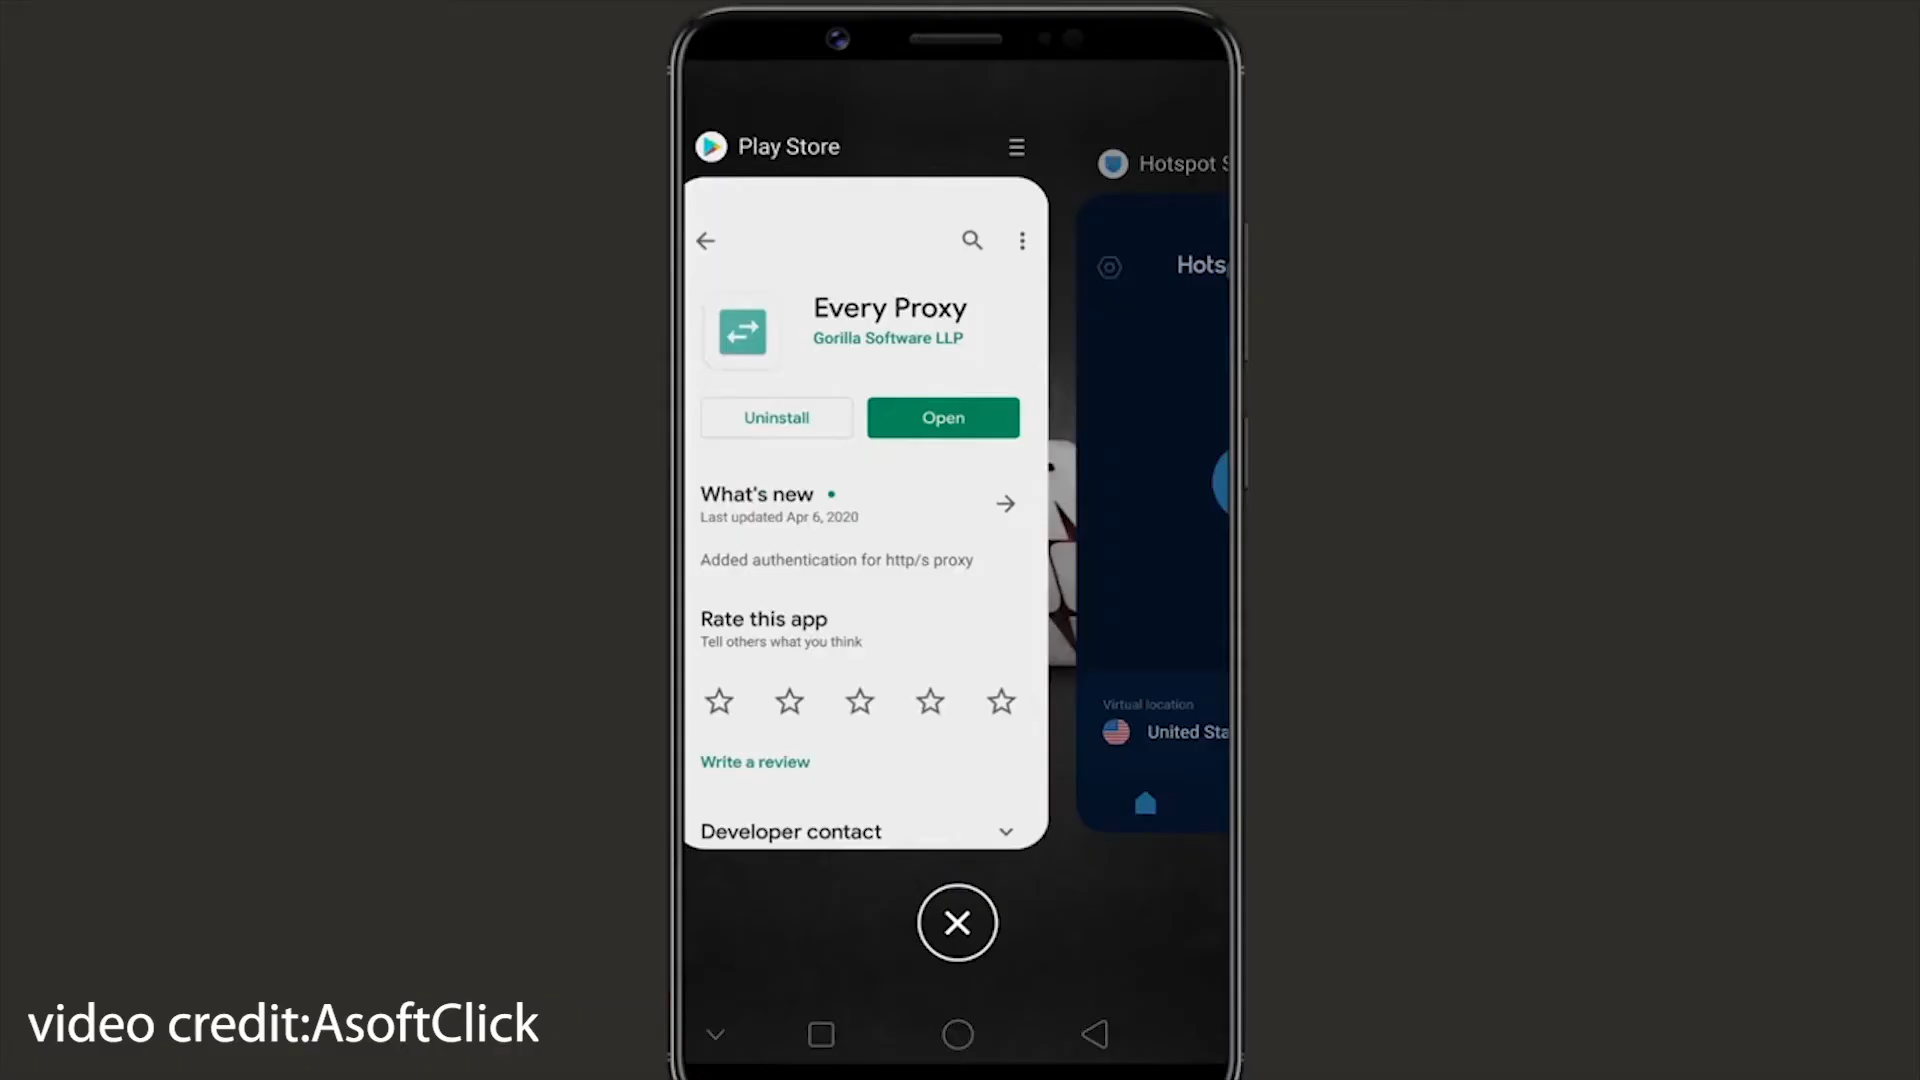 Play Store
Hotspot S
Hots
Every Proxy
Gorilla Software LLP
Uninstall
Open
What's new
Last updated Apr 6, 2020
Added authentication for http/s proxy
Rate this app
Tell others what you think
Write a review
Virtual location
United Sta
Developer contact
video credit:AsoftClick